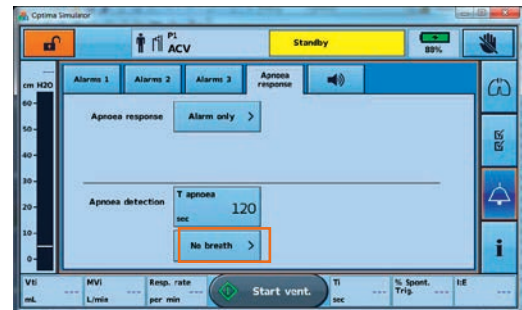 Optima Simulator
P1
ACV
Standby
88%
Alarms 1
Alarms 2
Alarms 3
Apnoea
response
cm H2O
60
50
40
30
20
10
0
Apnoea response
Alarm only >
Apnoea detection
T apnoea
120
sec
No breath >
Vti
---
mL
MVi
---
L/min
Resp. rate
---
per min
Start vent.
Ti
---
sec
% Spont.
Trig.
---
I:E
---